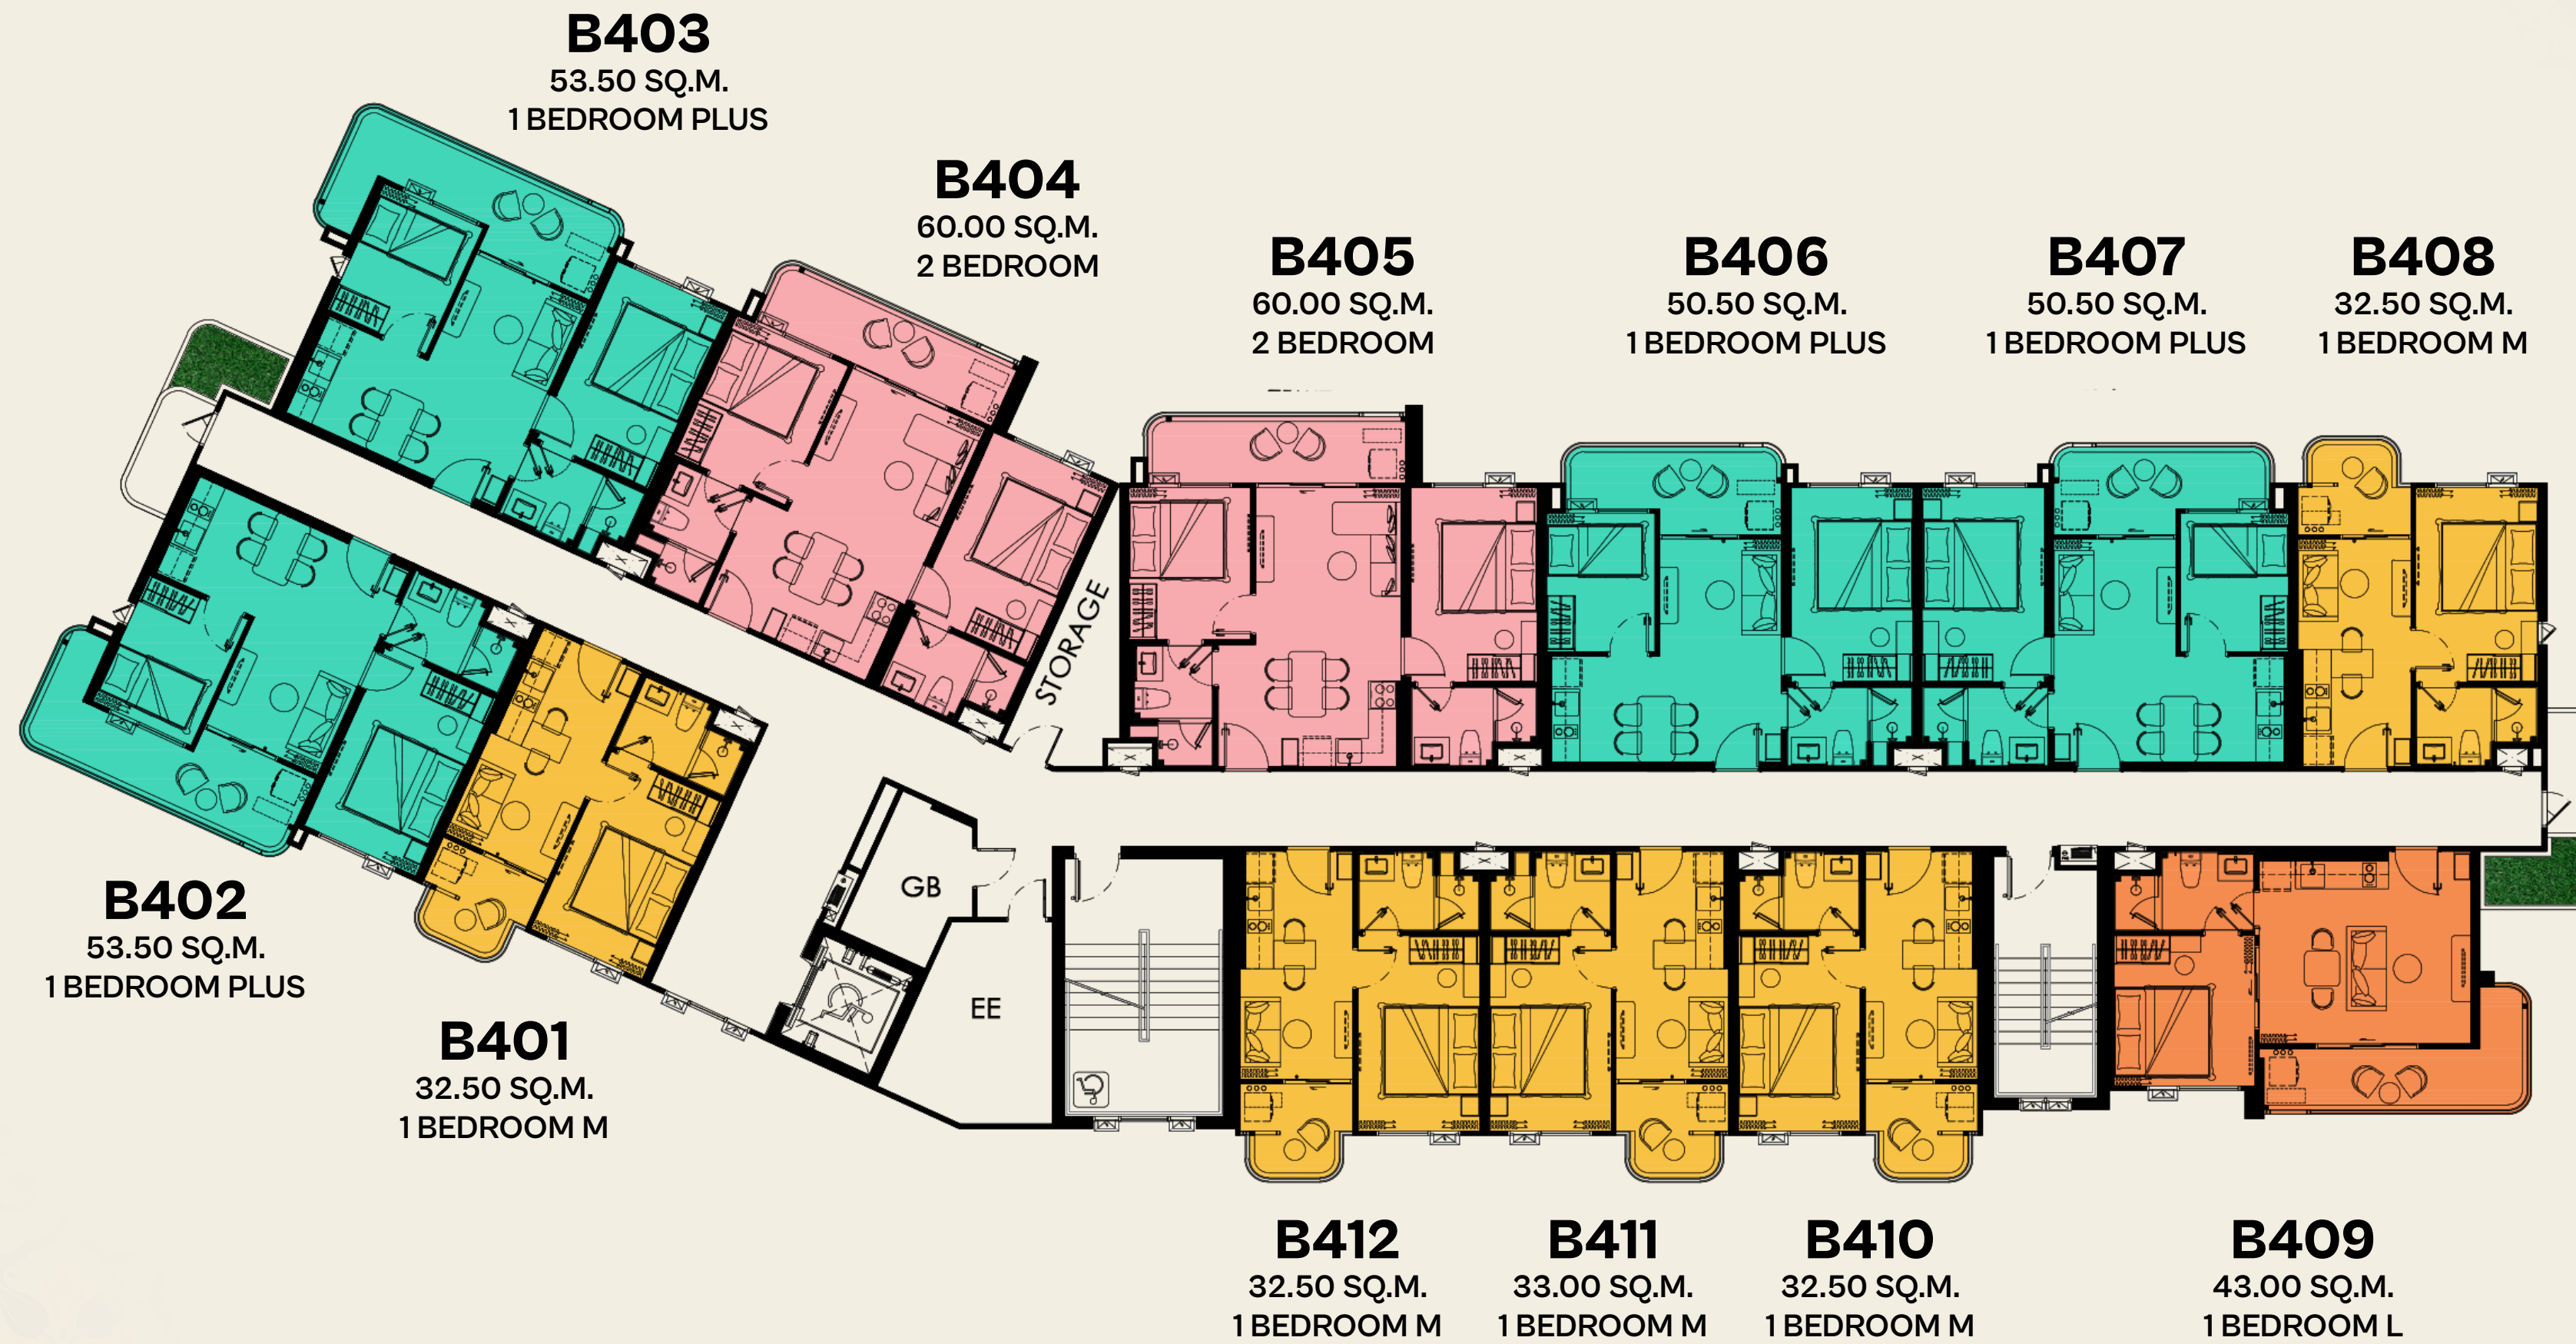 B403
53.50 SQ.M.
1 BEDROOM PLUS
B404
60.00 SQ.M.
2 BEDROOM
B405
60.00 SQ.M.
2 BEDROOM
B406
50.50 SQ.M.
1 BEDROOM PLUS
B407
50.50 SQ.M.
1 BEDROOM PLUS
B408
32.50 SQ.M.
1 BEDROOM M
STORAGE
GB
EE
B402
53.50 SQ.M.
1 BEDROOM PLUS
B401
32.50 SQ.M.
1 BEDROOM M
B412
32.50 SQ.M.
1 BEDROOM M
B411
33.00 SQ.M.
1 BEDROOM M
B410
32.50 SQ.M.
1 BEDROOM M
B409
43.00 SQ.M.
1 BEDROOM L